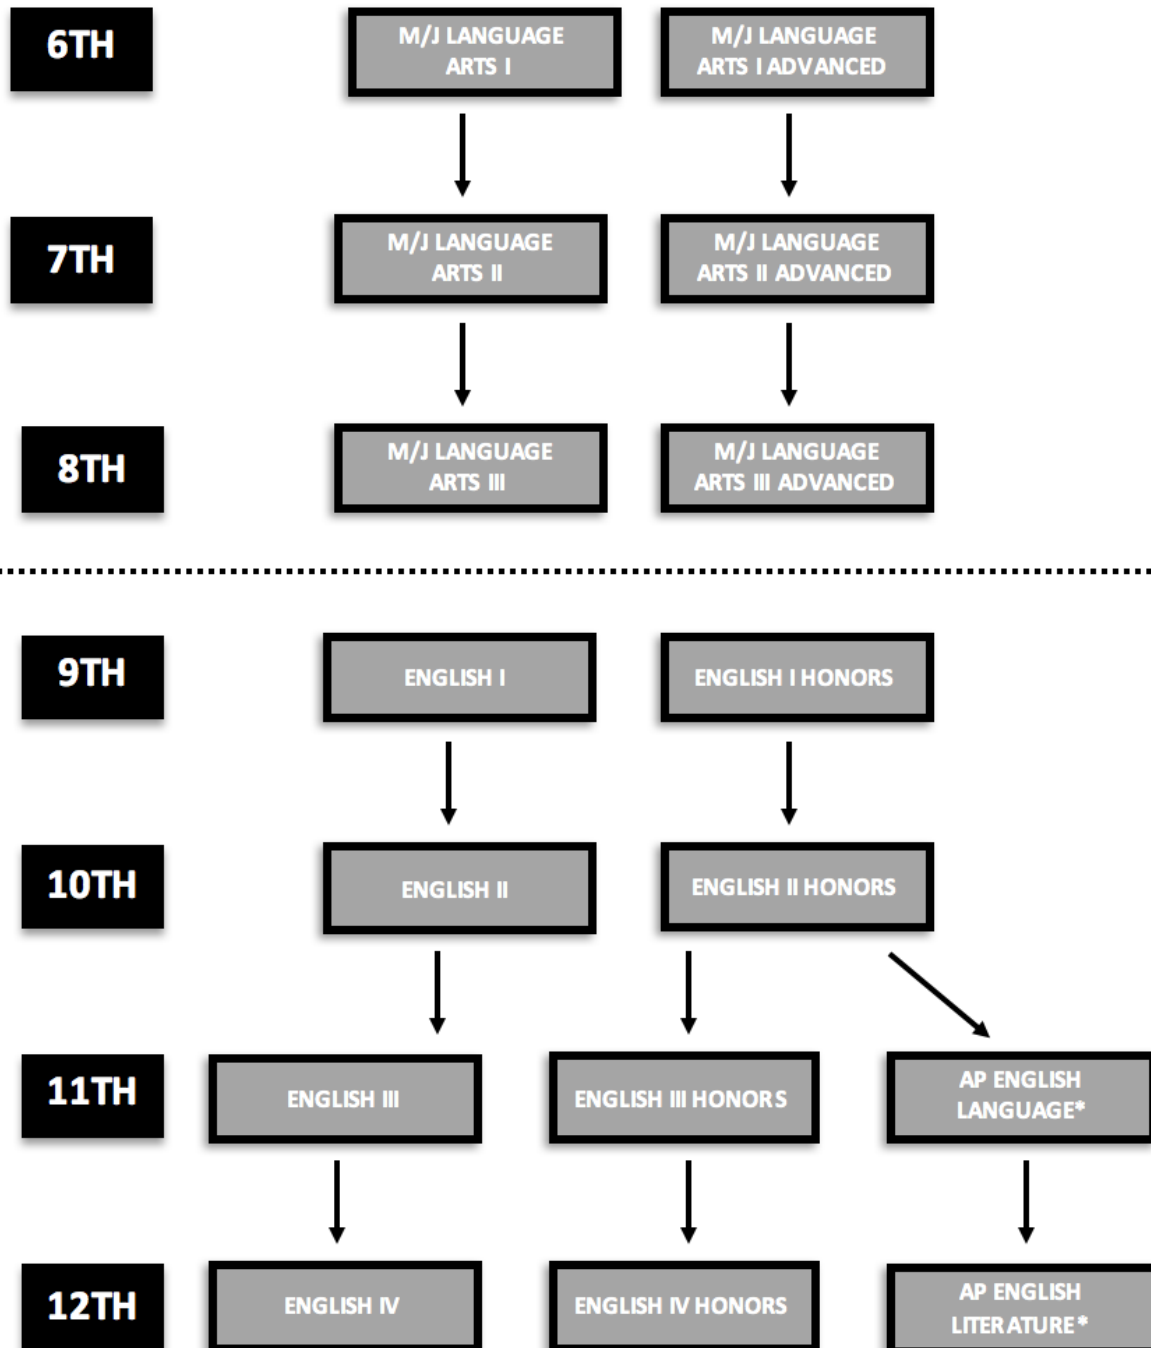 6TH
M/J LANGUAGE
ARTS I
M/J LANGUAGE
ARTS I ADVANCED
7TH
M/J LANGUAGE
ARTS II
M/J LANGUAGE
ARTS II ADVANCED
8TH
M/J LANGUAGE
ARTS III
M/J LANGUAGE
ARTS III ADVANCED
9TH
ENGLISH I
ENGLISH I HONORS
10TH
ENGLISH II
ENGLISH II HONORS
11TH
ENGLISH III
ENGLISH III HONORS
AP ENGLISH
LANGUAGE*
12TH
ENGLISH IV
ENGLISH IV HONORS
AP ENGLISH
LITERATURE*